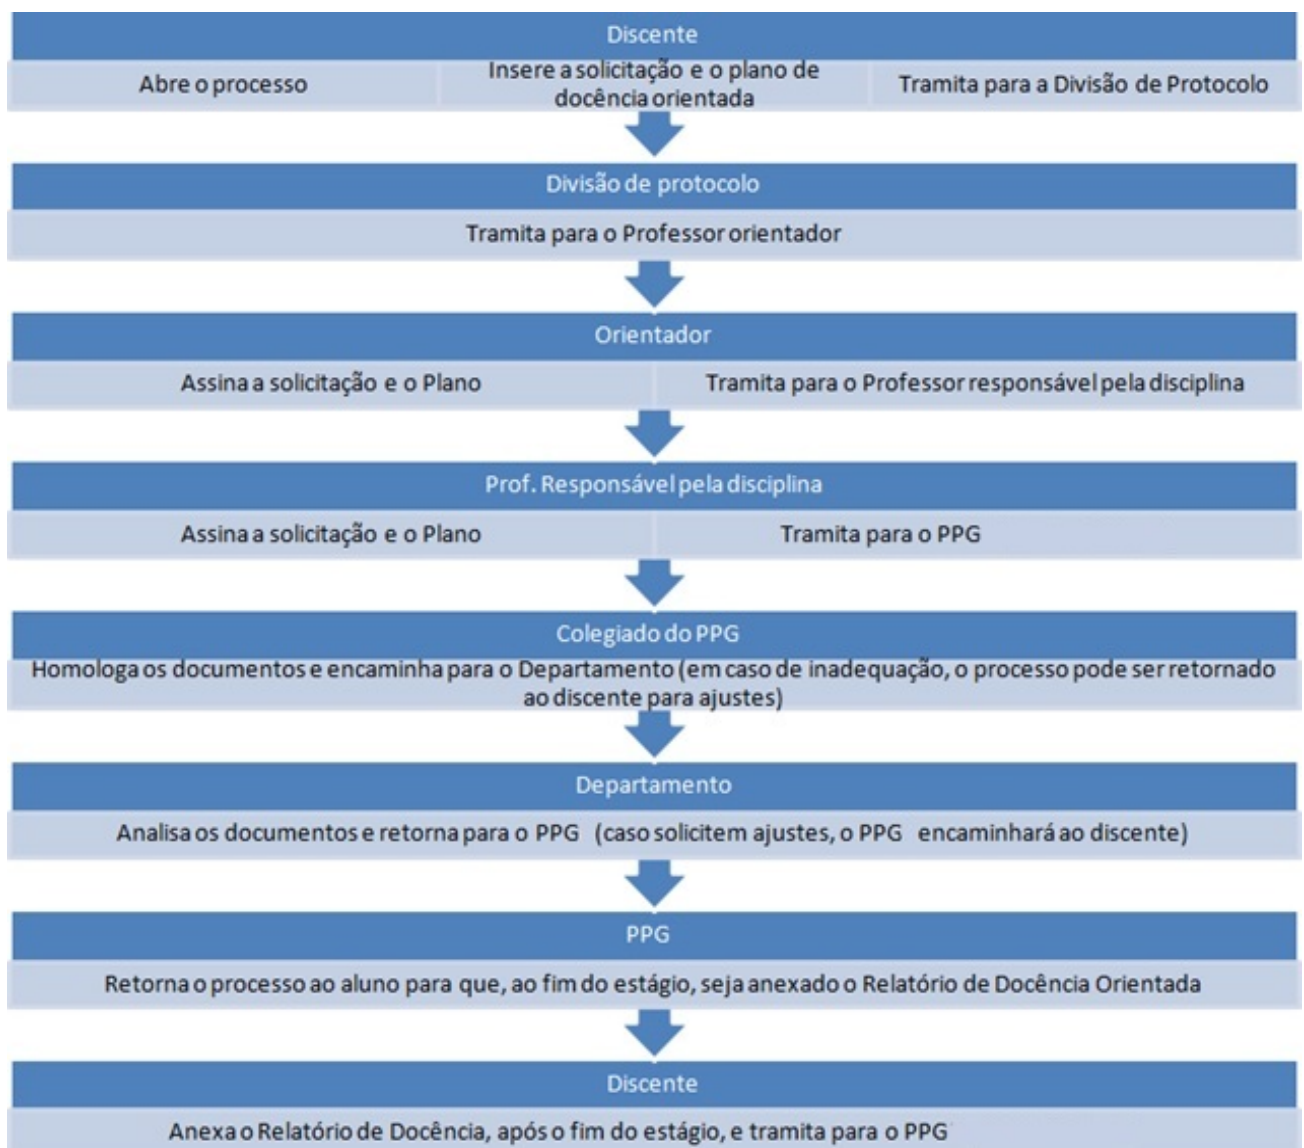 Discente
Abre o processo
Insere a solicitação e o plano de
docência orientada
Tramita para a Divisão de Protocolo
Divisão de protocolo
Tramita para o Professor orientador
Orientador
Assina a solicitação e o Plano
Tramita para o Professor responsável pela disciplina
Prof. Responsável pela disciplina
Assina a solicitação e o Plano
Tramita para o PPG
Colegiado do PPG
Homologa os documentos e encaminha para o Departamento (em caso de inadequação, o processo pode ser retornado
ao discente para ajustes)
Departamento
Analisa os documentos e retorna para o PPG (caso solicitem ajustes, o PPG encaminhará ao discente)
PPG
Retorna o processo ao aluno para que, ao fim do estágio, seja anexado o Relatório de Docência Orientada
Discente
Anexa o Relatório de Docência, após o fim do estágio, e tramita para o PPG